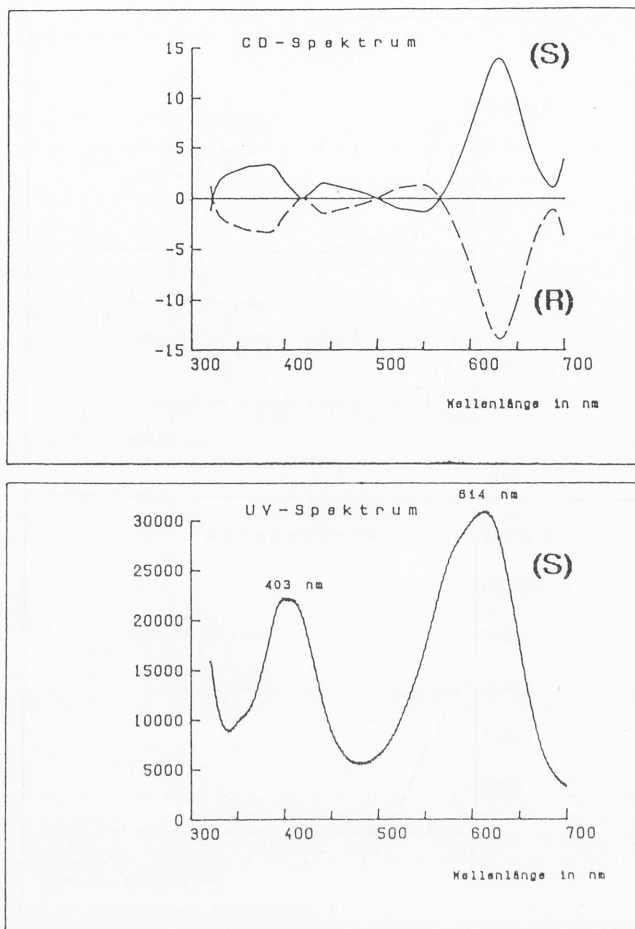 CD-Spektrum
(S)
15
10
5
0
-5
-10
-15
(R)
300 400 500 600 700
Wellenlänge in nm
614 nm
UV-Spektrum
30000
(S)
25000
403 nm
20000
15000
10000
5000
0
300 400 500 600 700
Wellenlänge in nm